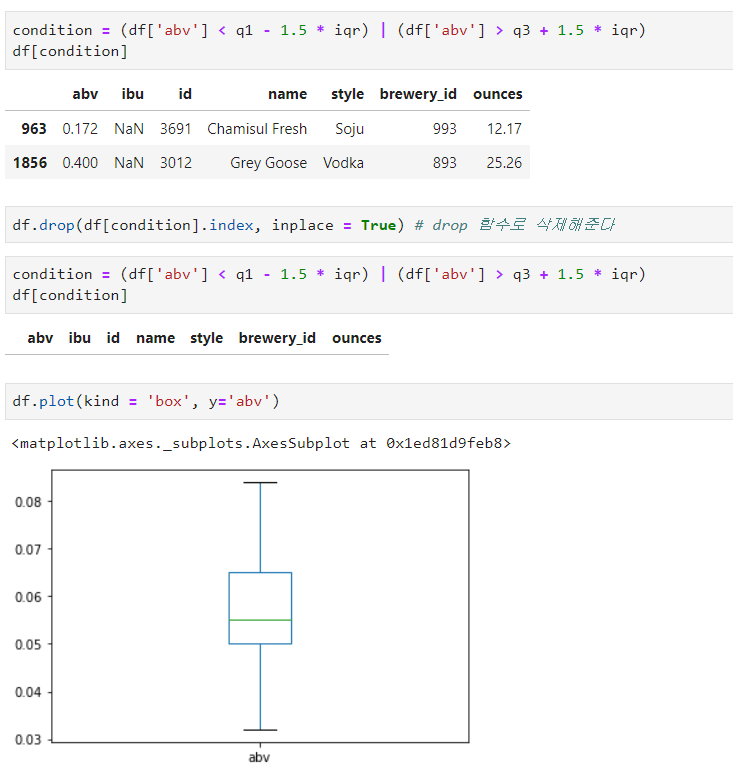 condition = (df['abv'] < q1 - 1.5 * iqr) | (df['abv'] > q3 + 1.5 * iqr)
df[condition]
abv ibu id name style brewery_id ounces
963 0.172 NaN 3691 Chamisul Fresh Soju 993 12.17
1856 0.400 NaN 3012 Grey Goose Vodka 893 25.26
df.drop(df[condition].index, inplace = True) # drop 함수로 삭제해준다
condition = (df['abv'] < q1 - 1.5 * iqr) | (df['abv'] > q3 + 1.5 * iqr)
df[condition]
abv ibu id name style brewery_id ounces
df.plot(kind = 'box', y='abv')
<matplotlib.axes._subplots.AxesSubplot at 0x1ed81d9feb8>
0.08
0.07
0.06
0.05
0.04
0.03
abv